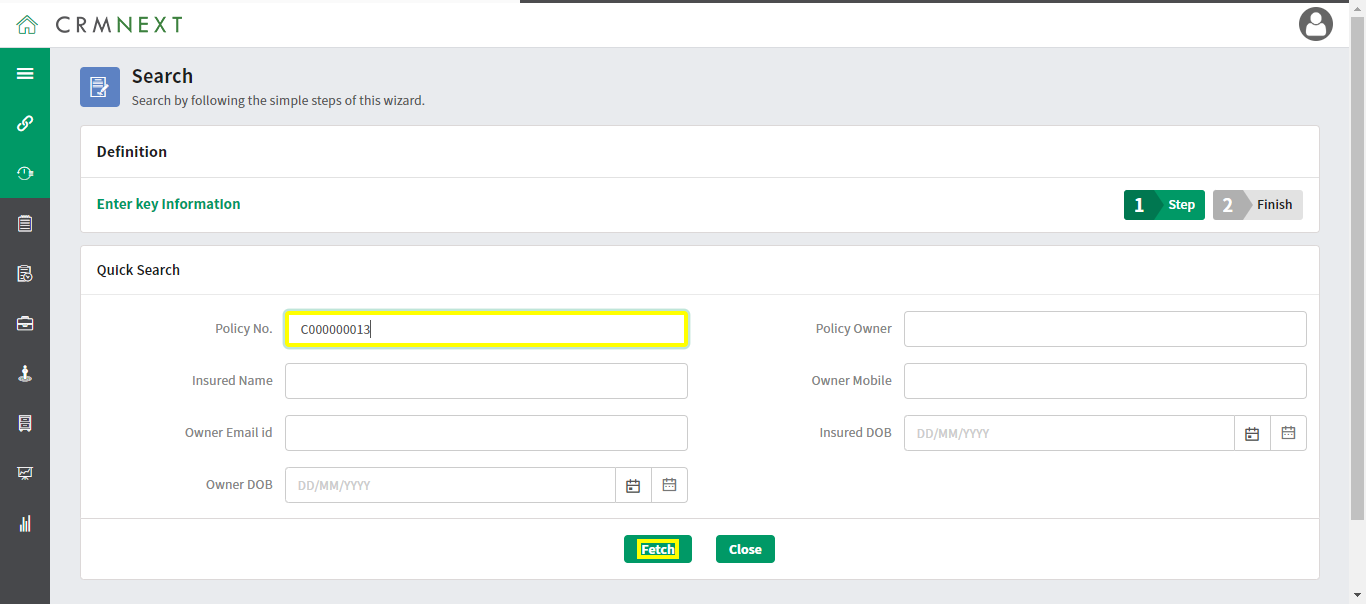 CRMNEXT
Search
Search by following the simple steps of this wizard.
Definition
Enter key Information
1 Step 2 Finish
Quick Search
Policy No. C000000013 Policy Owner
Insured Name Owner Mobile
Owner Email id Insured DOB DD/MM/YYYY
Owner DOB DD/MM/YYYY
Fetch Close